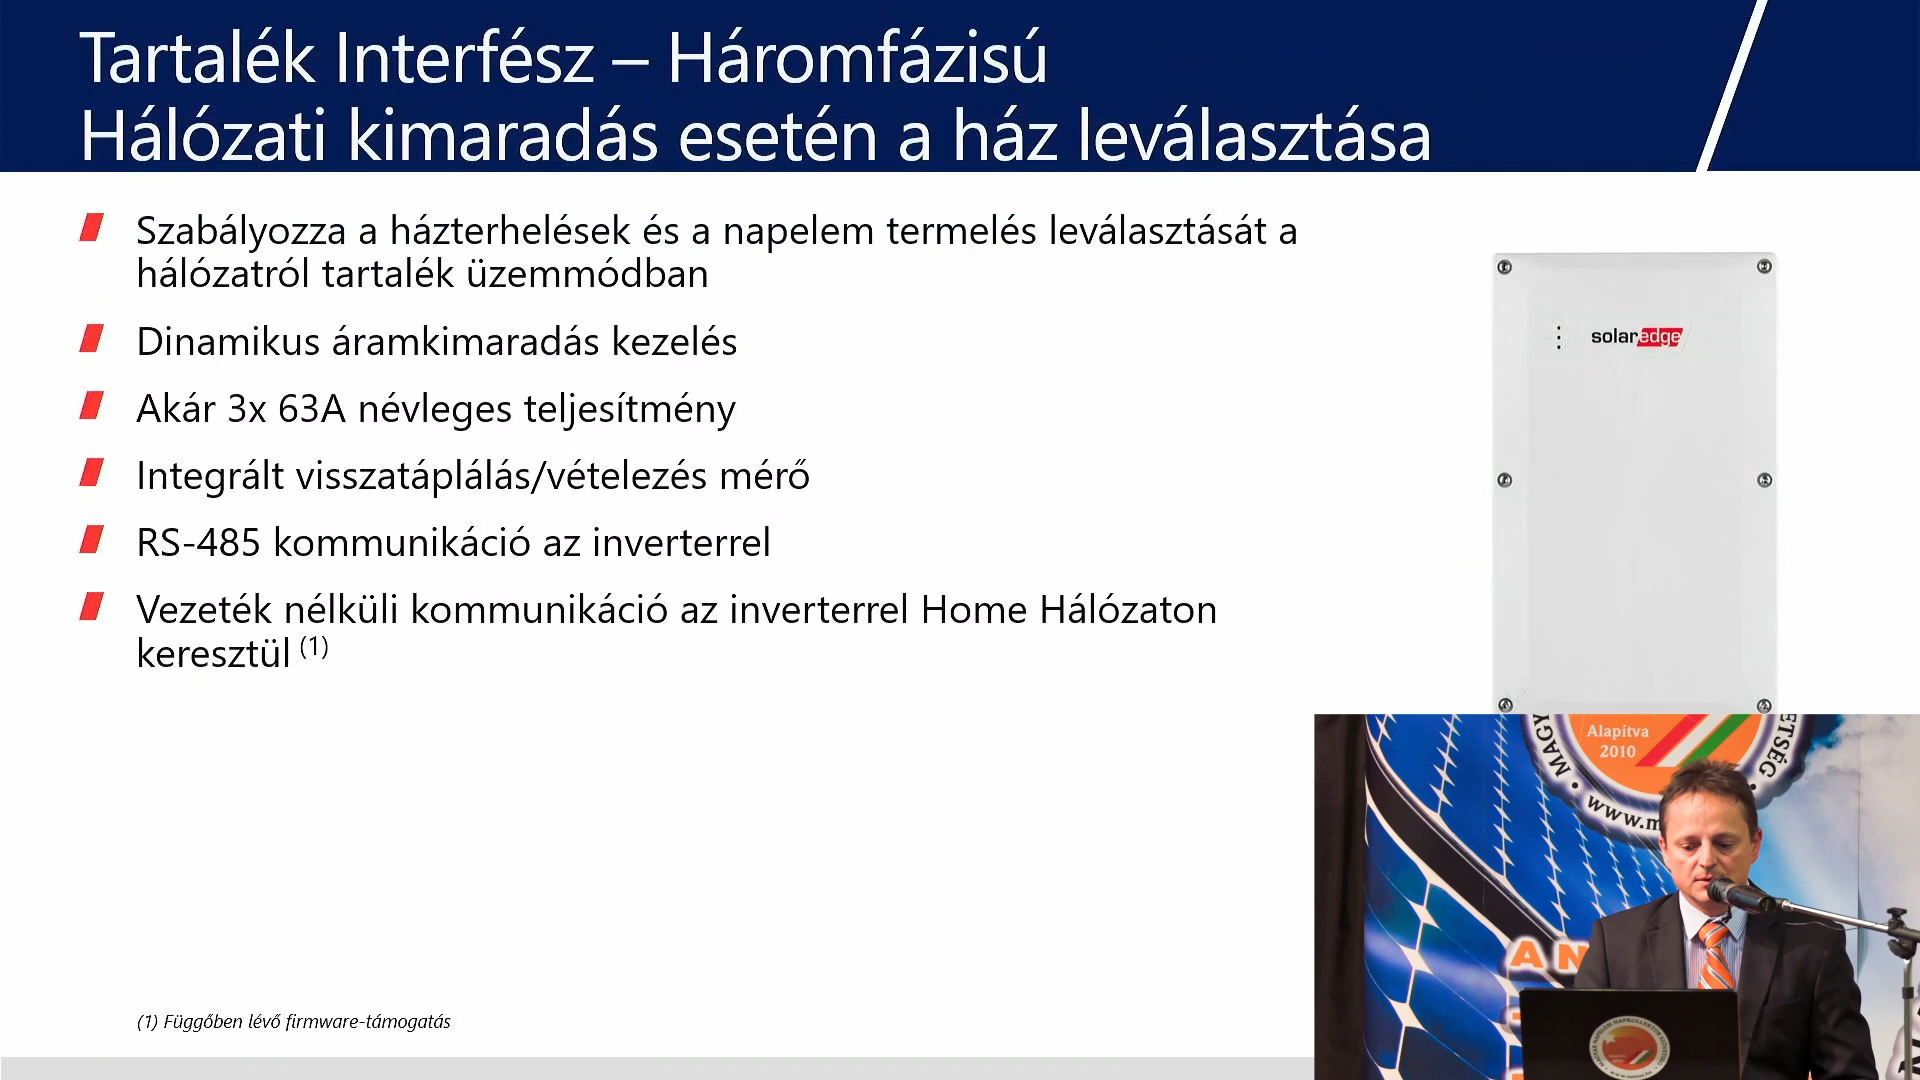 Tartalék Interfész – Háromfázisú
Hálózati kimaradás esetén a ház leválasztása
Szabályozza a házterhelések és a napelem termelés leválasztását a
hálózatról tartalék üzemmódban
Dinamikus áramkimaradás kezelés
Akár 3x 63A névleges teljesítmény
Integrált visszatáplálás/vételezés mérő
RS-485 kommunikáció az inverterrel
Vezeték nélküli kommunikáció az inverterrel Home Hálózaton
keresztül (1)
solaredge
Alapítva
2010
(1) Függőben lévő firmware-támogatás